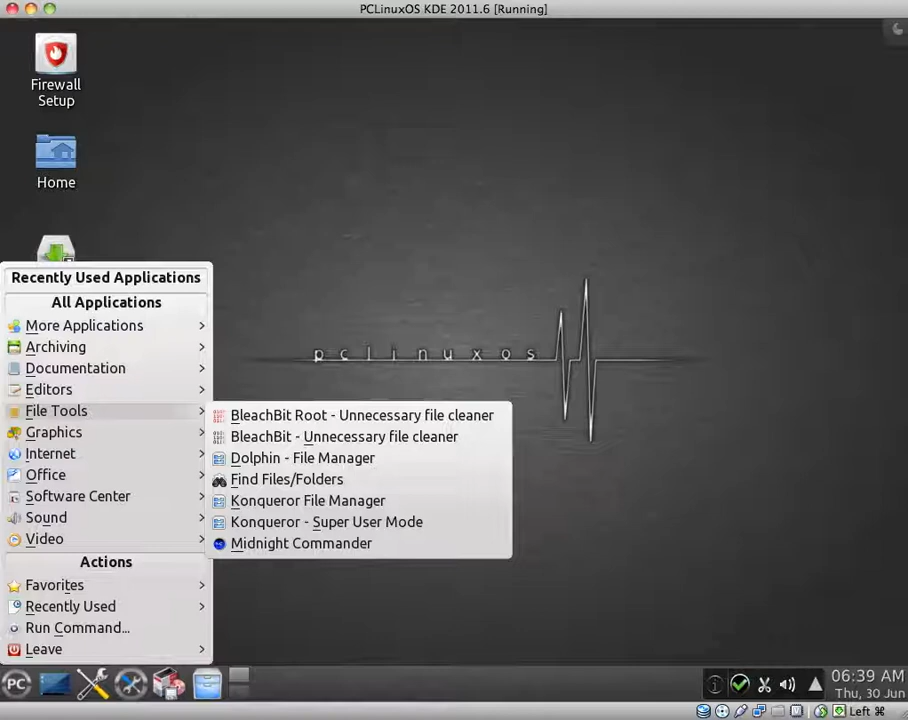 PCLinuxOS KDE 2011.6 [Running]
Firewall
Setup
Home
Recently Used Applications
All Applications
More Applications
Archiving
Documentation
Editors
File Tools
Graphics
Internet
Office
Software Center
Sound
Video
Actions
Favorites
Recently Used
Run Command...
Leave
BleachBit Root - Unnecessary file cleaner
BleachBit - Unnecessary file cleaner
Dolphin - File Manager
Find Files/Folders
Konqueror File Manager
Konqueror - Super User Mode
Midnight Commander
pclinuxos
PC
06:39 AM
Thu, 30 Jun
Left ⌘